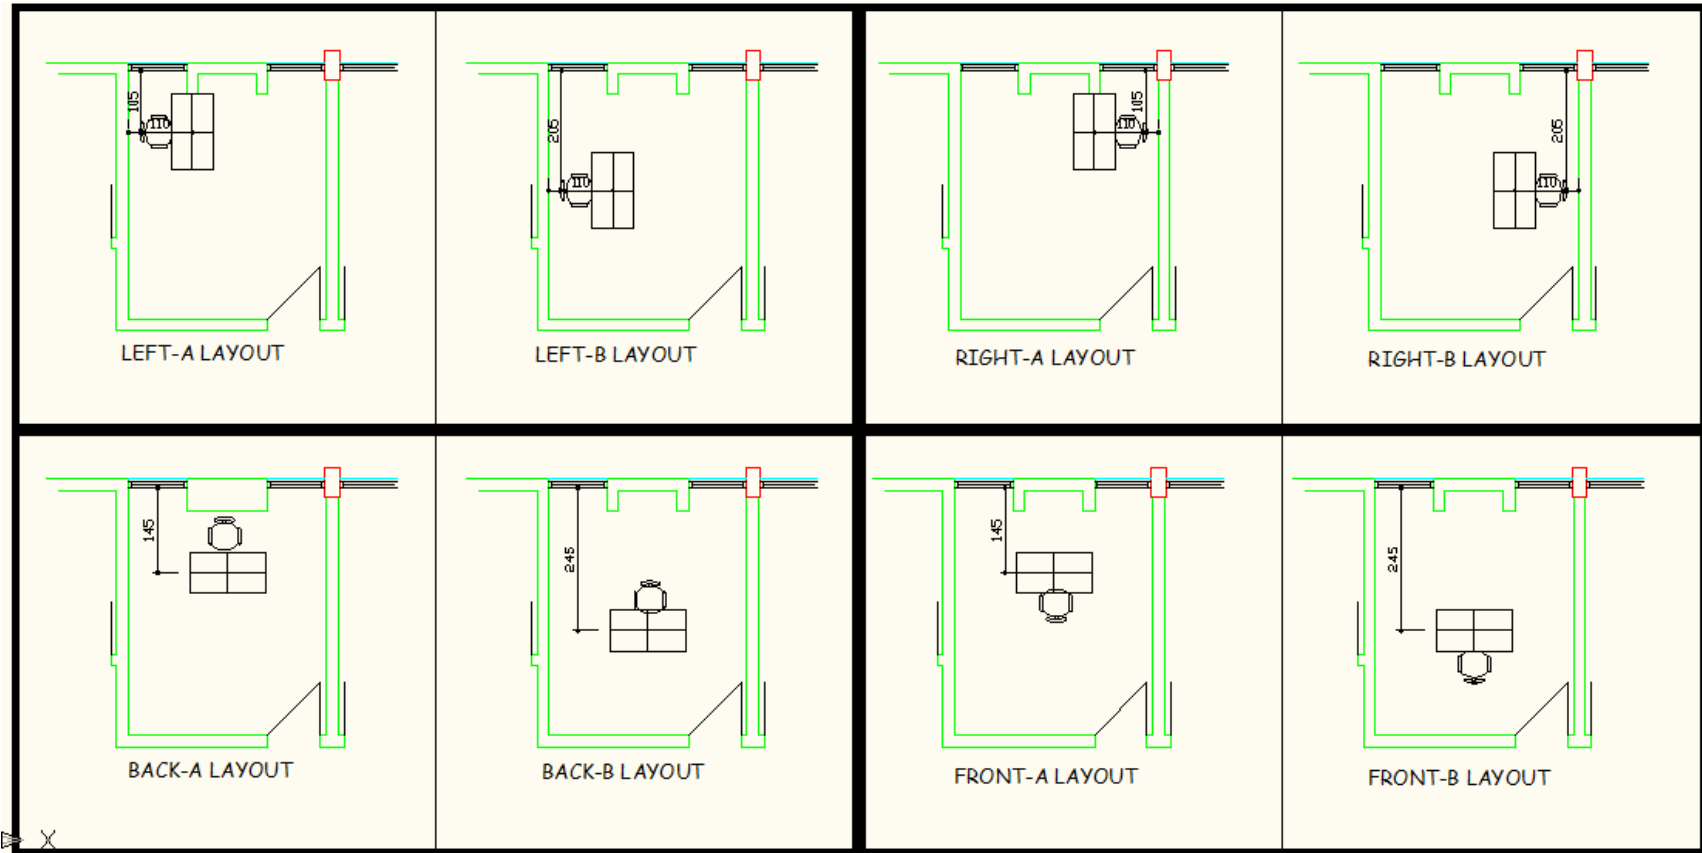 105
110
LEFT-A LAYOUT
205
110
LEFT-B LAYOUT
105
110
RIGHT-A LAYOUT
205
110
RIGHT-B LAYOUT
145
BACK-A LAYOUT
245
BACK-B LAYOUT
145
FRONT-A LAYOUT
245
FRONT-B LAYOUT
X